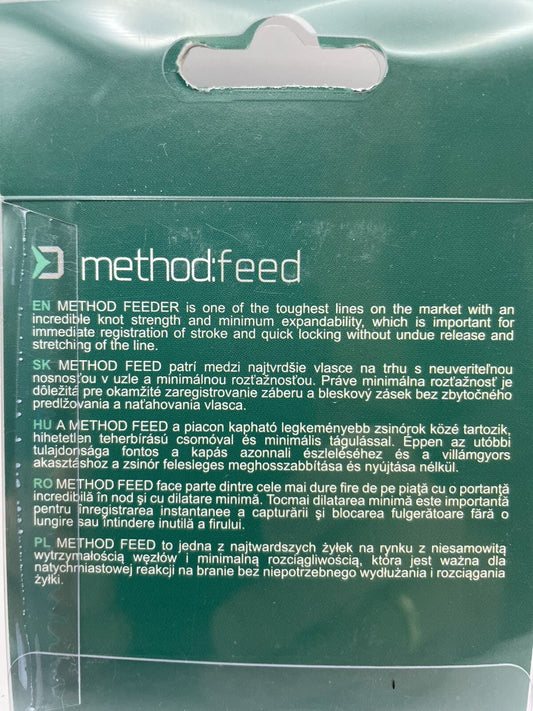 method:feed
EN METHOD FEEDER is one of the toughest lines on the market with an
incredible knot strength and minimum expandability, which is important for
immediate registration of stroke and quick locking without undue release and
stretching of the line.
SK METHOD FEED patrí medzi najtvrdšie vlasce na trhu s neuveriteľnou
nosnosťou v uzle a minimálnou rozťažnosťou. Práve minimálna rozťažnosť je
dôležitá pre okamžité zaregistrovanie záberu a bleskový zásek bez zbytočného
predlžovania a naťahovania vlasca.
HU A METHOD FEED a piacon kapható legkeményebb zsinórok közé tartozik,
hihetetlen teherbírású csomóval és minimális tágulással. Éppen az utóbbi
tulajdonsága fontos a kapás azonnali észleléséhez és a villámgyors
akasztáshoz a zsinór felesleges meghosszabbítása és nyújtása nélkül.
RO METHOD FEED face parte dintre cele mai dure fire de pe piaţă cu o portanţă
incredibilă în nod şi cu dilatare minimă. Tocmai dilatarea minimă este importantă
pentru înregistrarea instantanee a capturării şi blocarea fulgerătoare fără o
lungire sau întindere inutilă a firului.
PL METHOD FEED to jedna z najtwardszych żyłek na rynku z niesamowitą
wytrzymałością węzłów i minimalną rozciągliwością, która jest ważna dla
natychmiastowej reakcji na branie bez niepotrzebnego wydłużania i rozciągania
żyłki.